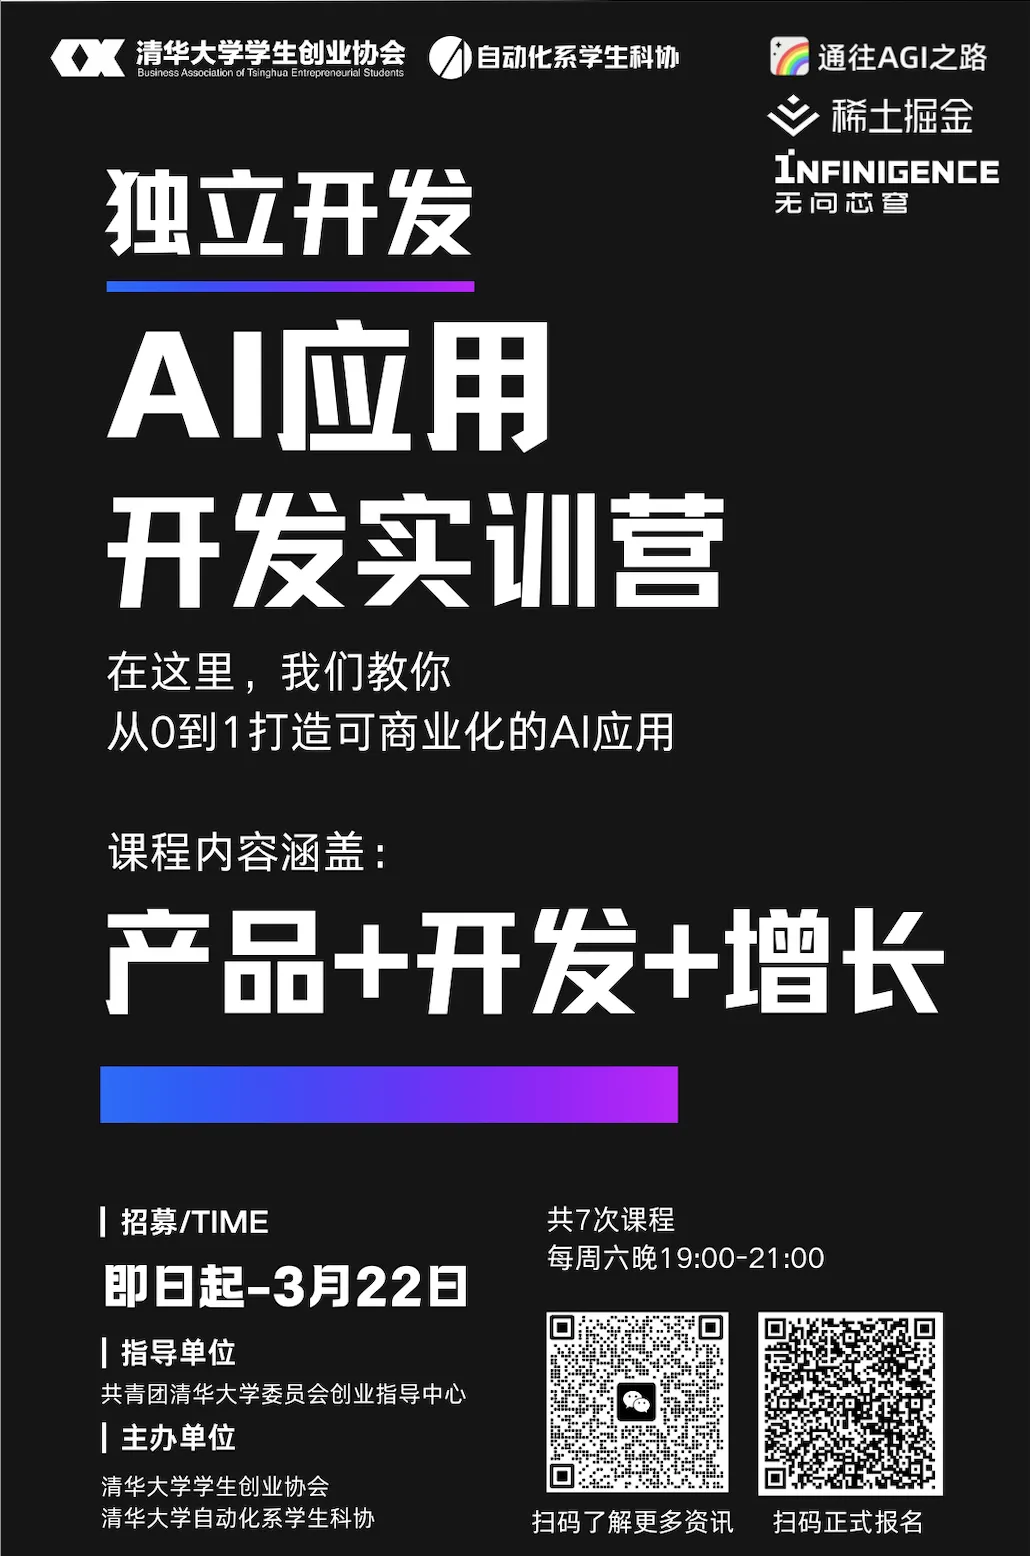 清华大学学生创业协会
Business Association of Tsinghua Entrepreneurial Students
自动化系学生科协
通往AGI之路
稀土掘金
INFINIGENCE
无问芯穹
独立开发
AI应用
开发实训营
在这里，我们教你
从0到1打造可商业化的AI应用
课程内容涵盖：
产品+开发+增长
招募/TIME
即日起-3月22日
指导单位
共青团清华大学委员会创业指导中心
主办单位
清华大学学生创业协会
清华大学自动化系学生科协
共7次课程
每周六晚19:00-21:00
扫码了解更多资讯
扫码正式报名